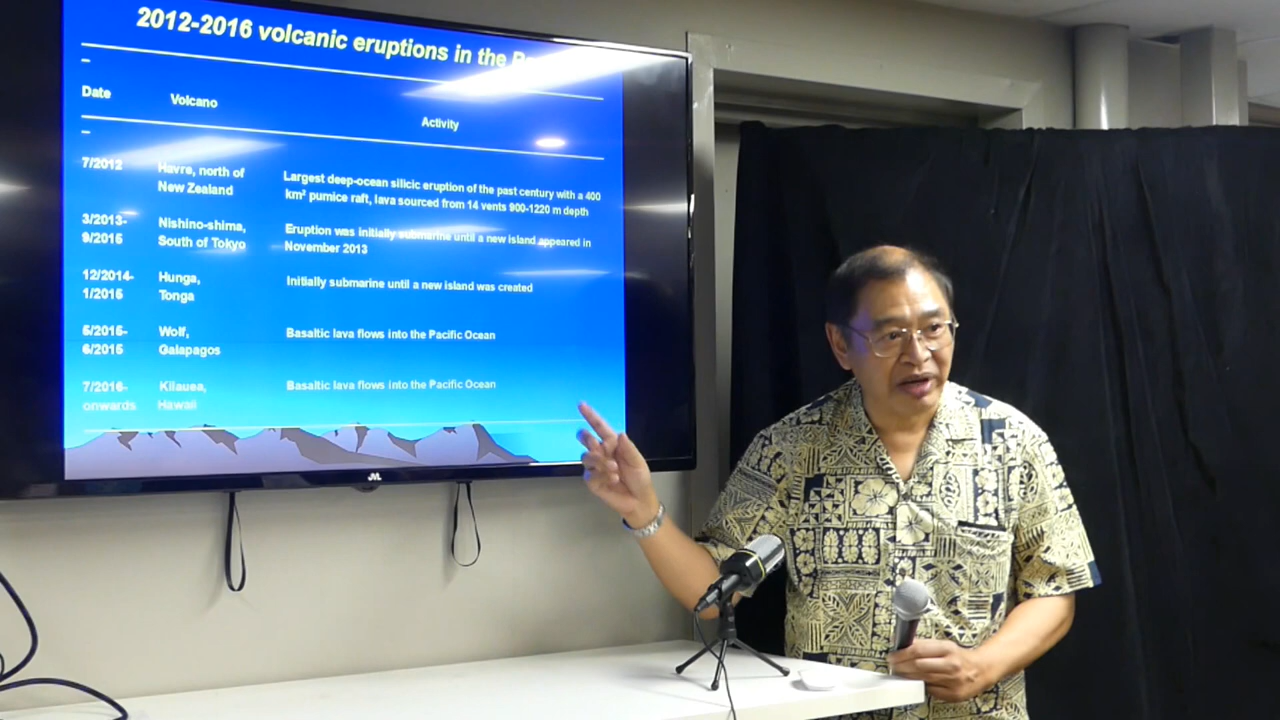 2012-2016 volcanic eruptions in the
Date Volcano Activity
7/2012 Havre, north of New Zealand Largest deep-ocean silicic eruption of the past century with a 400
km² pumice raft, lava sourced from 14 vents 900-1220 m depth
3/2013- Nishino-shima, Eruption was initially submarine until a new island appeared in
9/2015 South of Tokyo November 2013
12/2014- Hunga, Initially submarine until a new island was created
1/2015 Tonga
5/2015- Wolf, Basaltic lava flows into the Pacific Ocean
6/2015 Galapagos
7/2016- Kilauea, Basaltic lava flows into the Pacific Ocean
onwards Hawaii
JVL